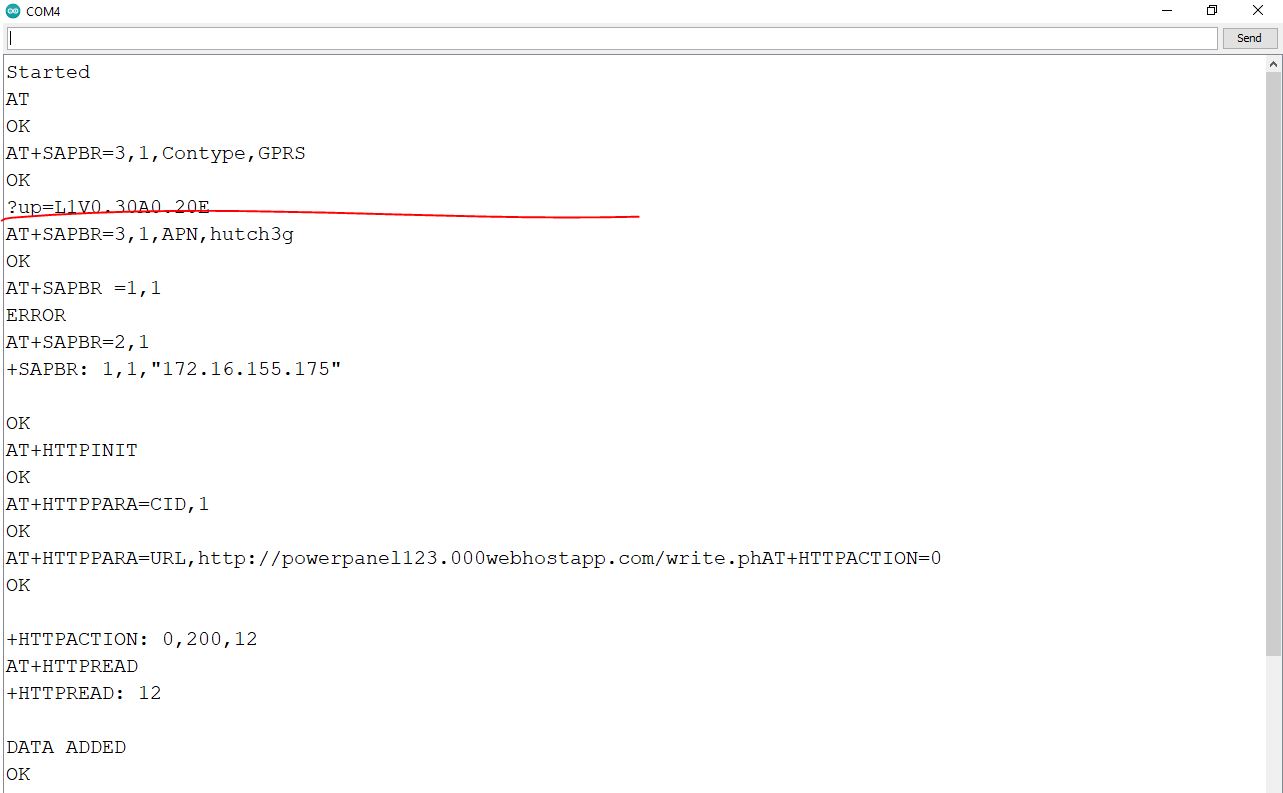 COM4
Send
Started
AT
OK
AT+SAPBR=3,1,Contype,GPRS
OK
?up=L1V0.30A0.20E
AT+SAPBR=3,1,APN,hutch3g
OK
AT+SAPBR =1,1
ERROR
AT+SAPBR=2,1
+SAPBR: 1,1,"172.16.155.175"
OK
AT+HTTPINIT
OK
AT+HTTPPARA=CID,1
OK
AT+HTTPPARA=URL,http://powerpanel123.000webhostapp.com/write.phAT+HTTPACTION=0
OK
+HTTPACTION: 0,200,12
AT+HTTPREAD
+HTTPREAD: 12
DATA ADDED
OK